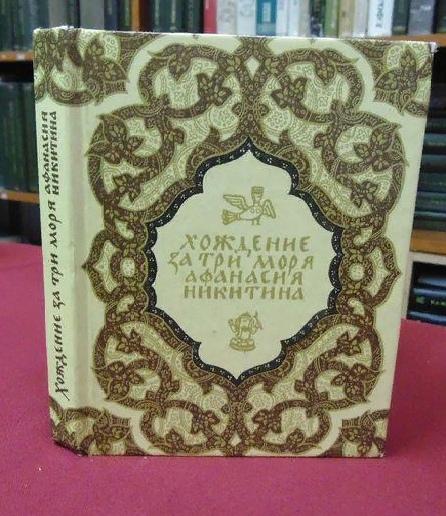 Хождение за три моря Афанасия
Никитина
ХОЖДЕНИЕ
ЗА ТРИ МОРЯ
АФАНАСИЯ
НИКИТИНА